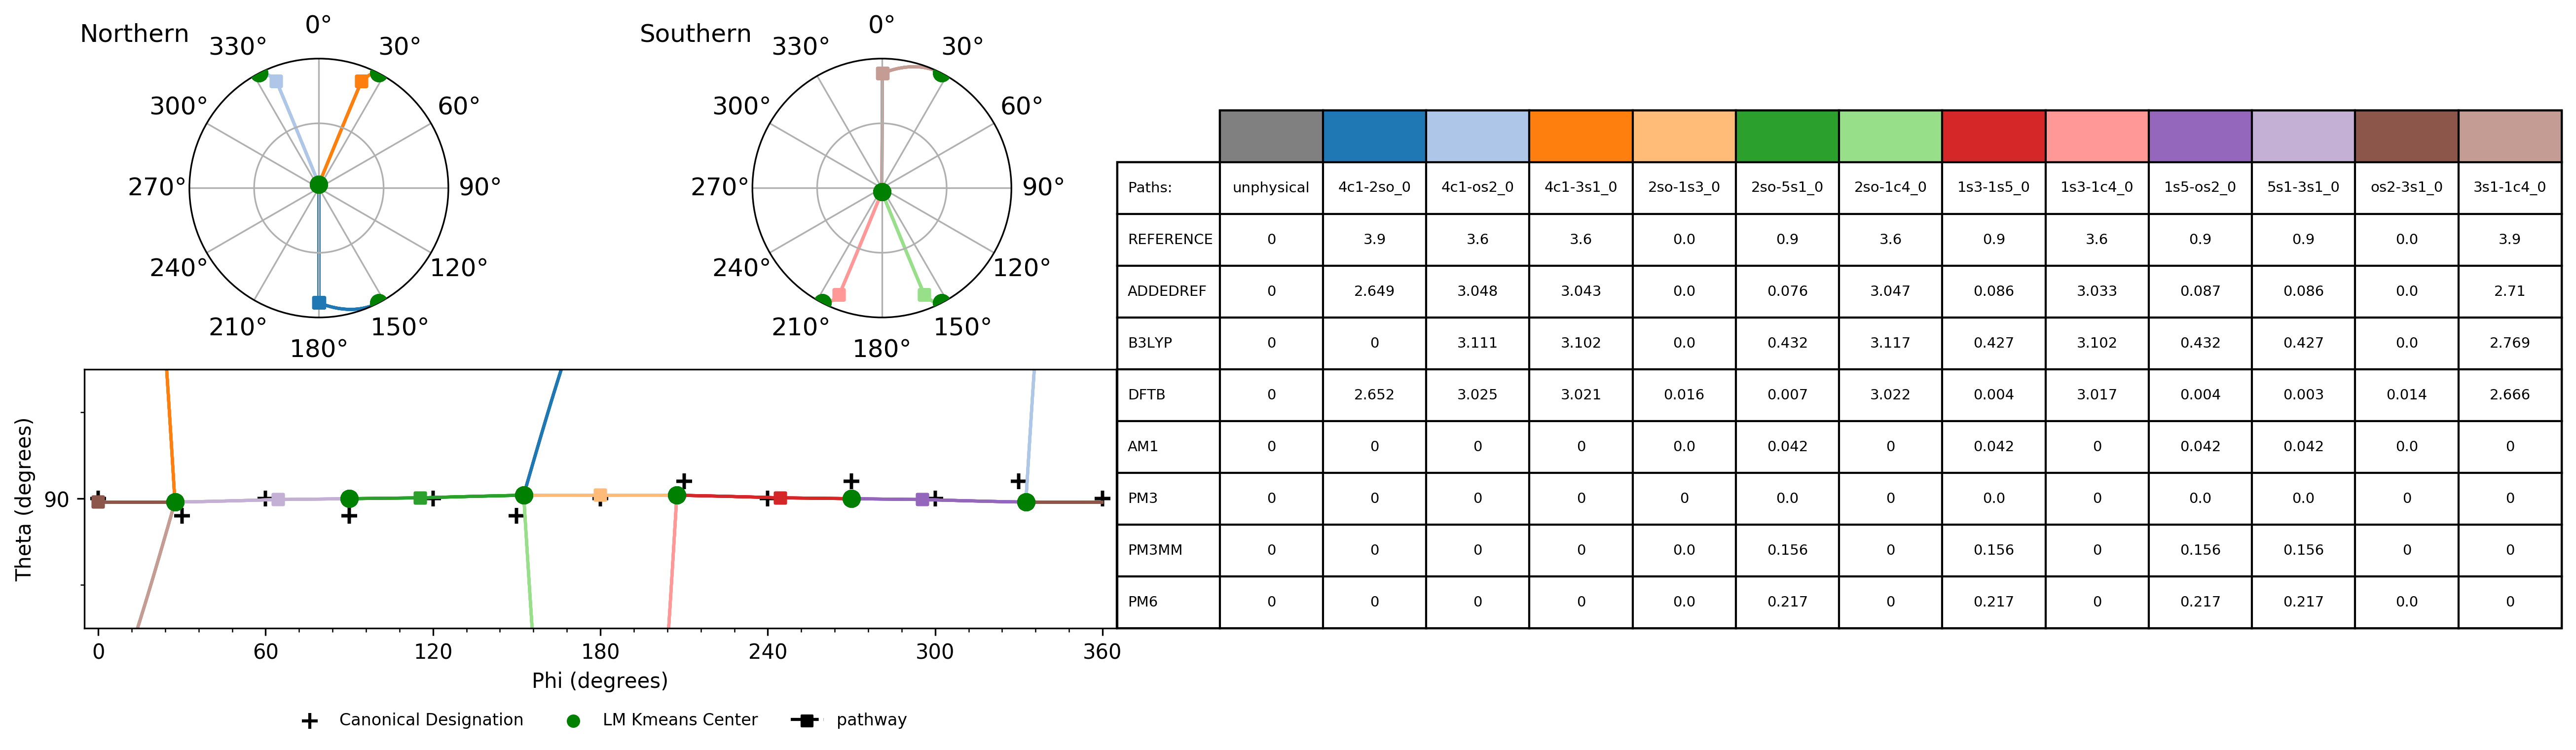 Northern
0°
330°
30°
300°
60°
270°
90°
240°
120°
210°
150°
180°
Southern
0°
330°
30°
300°
60°
270°
90°
240°
120°
210°
150°
180°
Theta (degrees)
90
0 60 120 180 240 300 360
Phi (degrees)
Canonical Designation LM Kmeans Center pathway
Paths: unphysical 4c1-2so_0 4c1-os2_0 4c1-3s1_0 2so-1s3_0 2so-5s1_0 2so-1c4_0 1s3-1s5_0 1s3-1c4_0 1s5-os2_0 5s1-3s1_0 os2-3s1_0 3s1-1c4_0
REFERENCE 0 3.9 3.6 3.6 0.0 0.9 3.6 0.9 3.6 0.9 0.9 0.0 3.9
ADDEDREF 0 2.649 3.048 3.043 0.0 0.076 3.047 0.086 3.033 0.087 0.086 0.0 2.71
B3LYP 0 0 3.111 3.102 0.0 0.432 3.117 0.427 3.102 0.432 0.427 0.0 2.769
DFTB 0 2.652 3.025 3.021 0.016 0.007 3.022 0.004 3.017 0.004 0.003 0.014 2.666
AM1 0 0 0 0 0.0 0.042 0 0.042 0 0.042 0.042 0.0 0
PM3 0 0 0 0 0 0.0 0 0.0 0 0.0 0.0 0 0
PM3MM 0 0 0 0 0.0 0.156 0 0.156 0 0.156 0.156 0 0
PM6 0 0 0 0 0.0 0.217 0 0.217 0 0.217 0.217 0.0 0